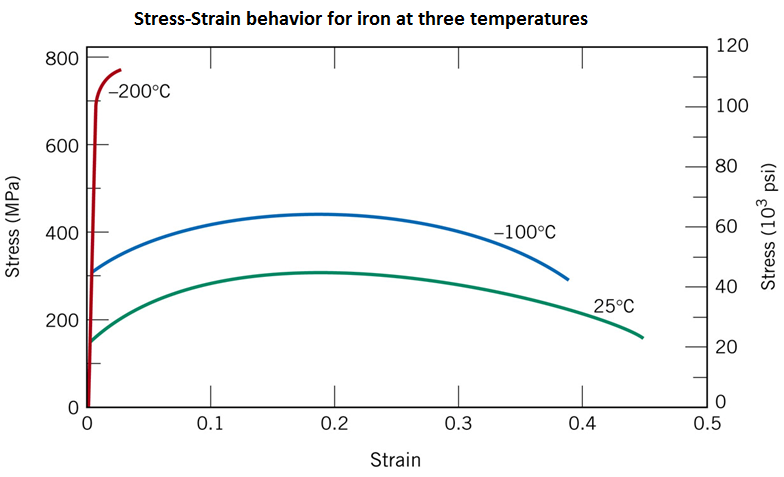 Stress-Strain behavior for iron at three temperatures
120
800
–200°C
100
600
80
Stress (MPa)
Stress (10³ psi)
400
–100°C
60
40
25°C
200
20
0
0
0
0.1
0.2
0.3
0.4
0.5
Strain